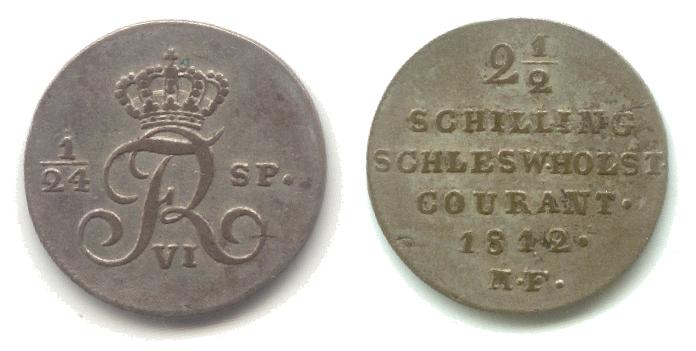 1/24 FR SP.
VI
2 1/2
SCHILLING
SCHLESWHOLST
COURANT.
1812.
M.F.